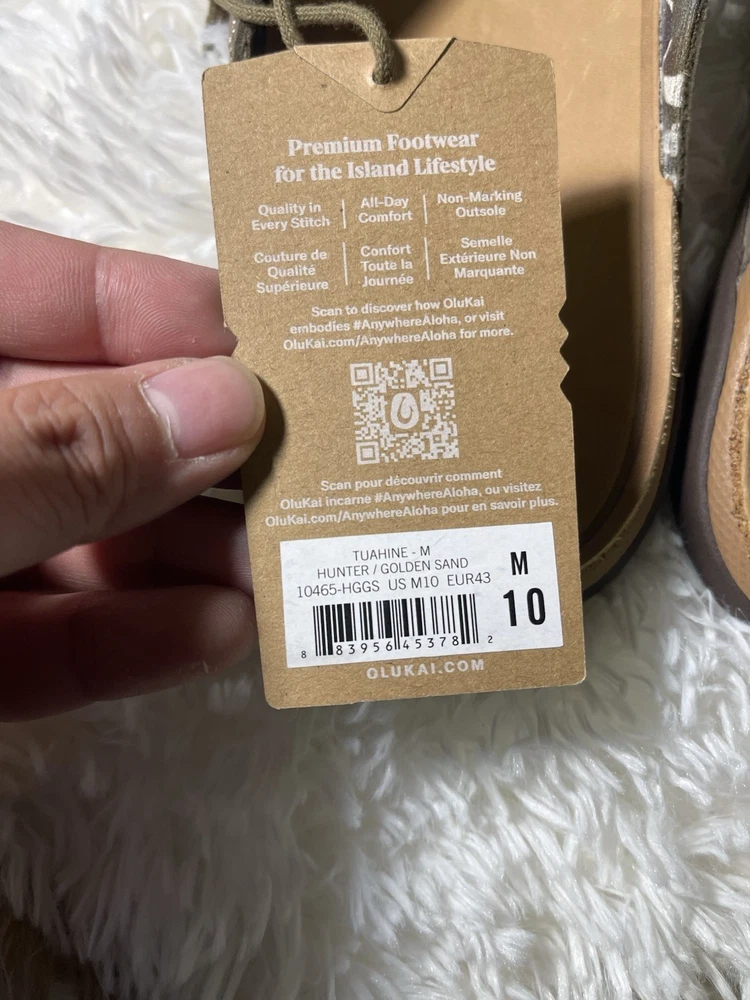 Premium Footwear
for the Island Lifestyle
Quality in
Every Stitch
All-Day
Comfort
Non-Marking
Outsole
Couture de
Qualité
Supérieure
Confort
Toute la
Journée
Semelle
Extérieure Non
Marquante
Scan to discover how OluKai
embodies #AnywhereAloha, or visit
OluKai.com/AnywhereAloha for more.
Scan pour découvrir comment
OluKai incarne #AnywhereAloha, ou visitez
OluKai.com/AnywhereAloha pour en savoir plus.
TUAHINE - M
HUNTER / GOLDEN SAND
10465-HGGS US M10 EUR43
M
10
8 83956 45378 2
OLUKAI.COM